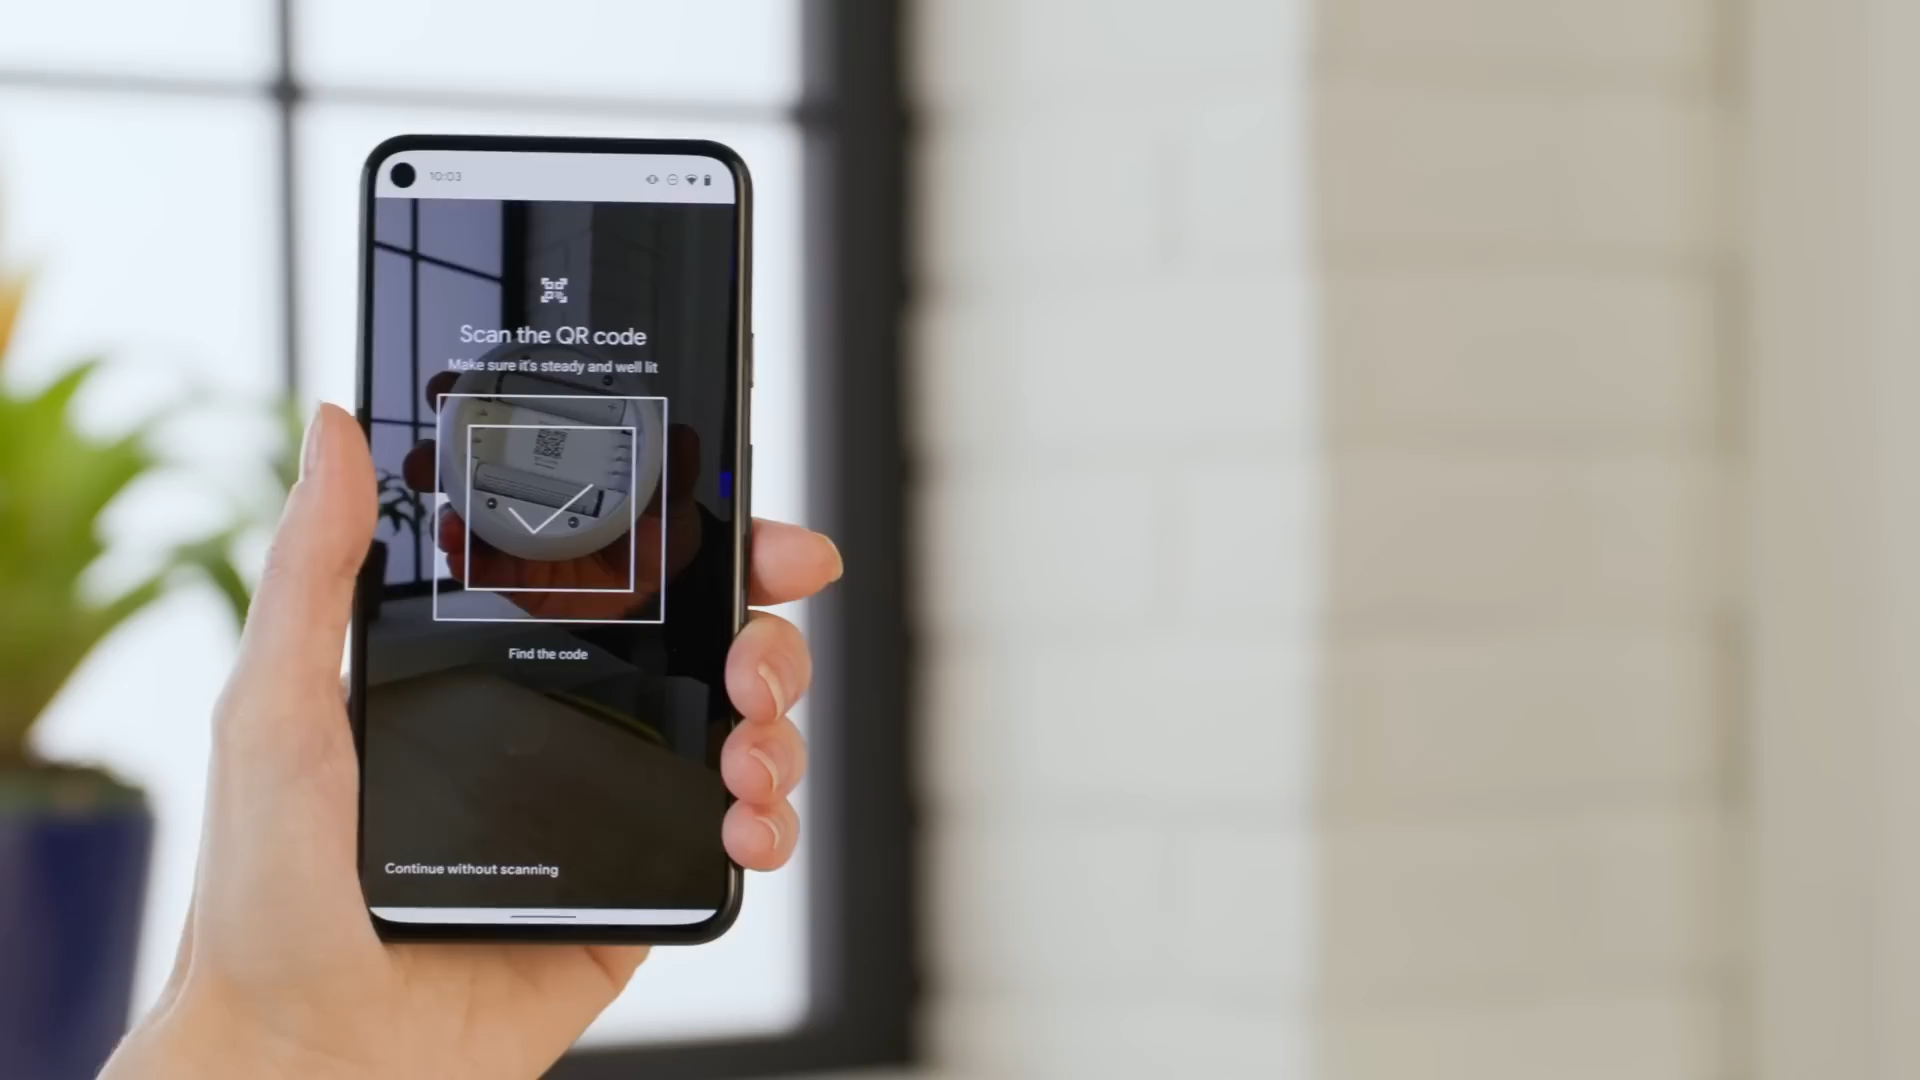 10:03
Scan the QR code
Make sure it's steady and well lit
Find the code
Continue without scanning